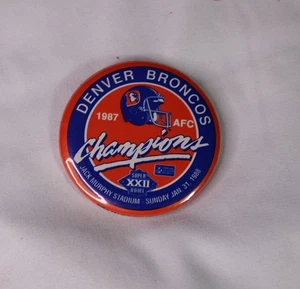 DENVER BRONCOS
1987 AFC
Champions
SUPER
XXII
BOWL
JACK MURPHY STADIUM - SUNDAY JAN. 31, 1988